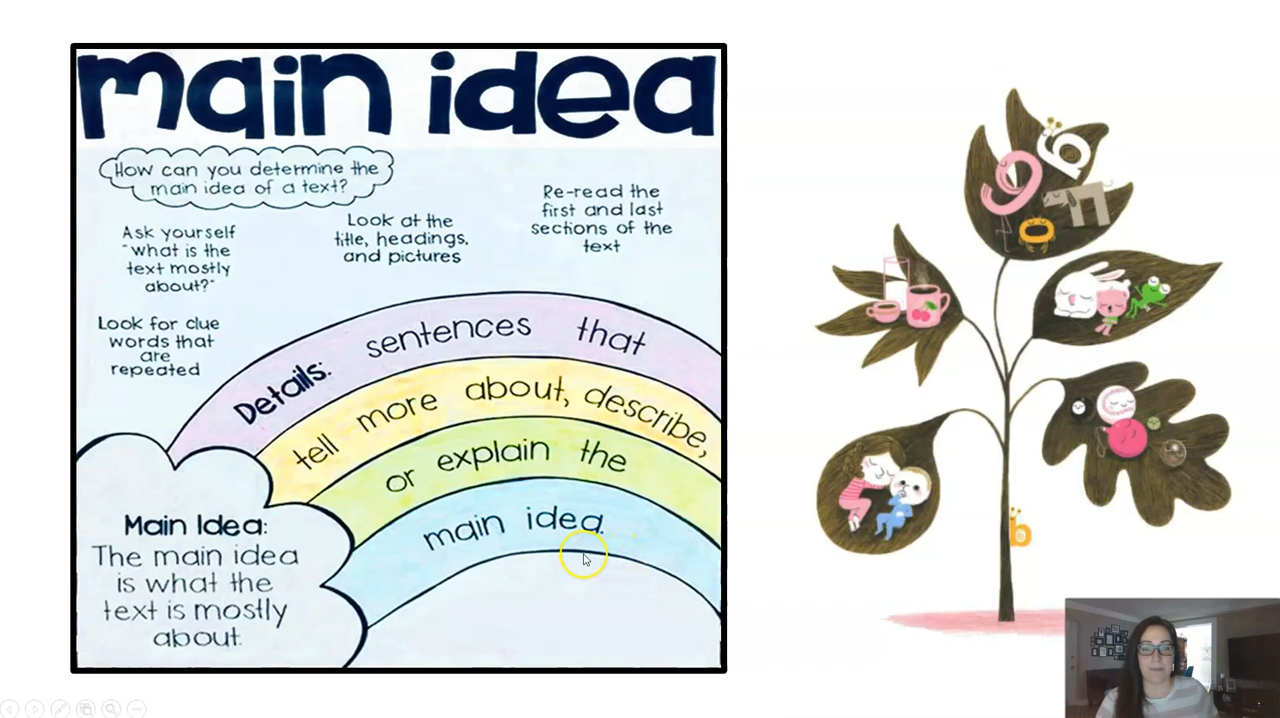 main idea
How can you determine the
main idea of a text?
Ask yourself
"what is the
text mostly
about?"
Look at the
title, headings,
and pictures
Re-read the
first and last
sections of the
text
Look for clue
words that
are
repeated
Details: sentences that
tell more about, describe,
or explain the
main idea.
Main Idea:
The main idea
is what the
text is mostly
about.
b